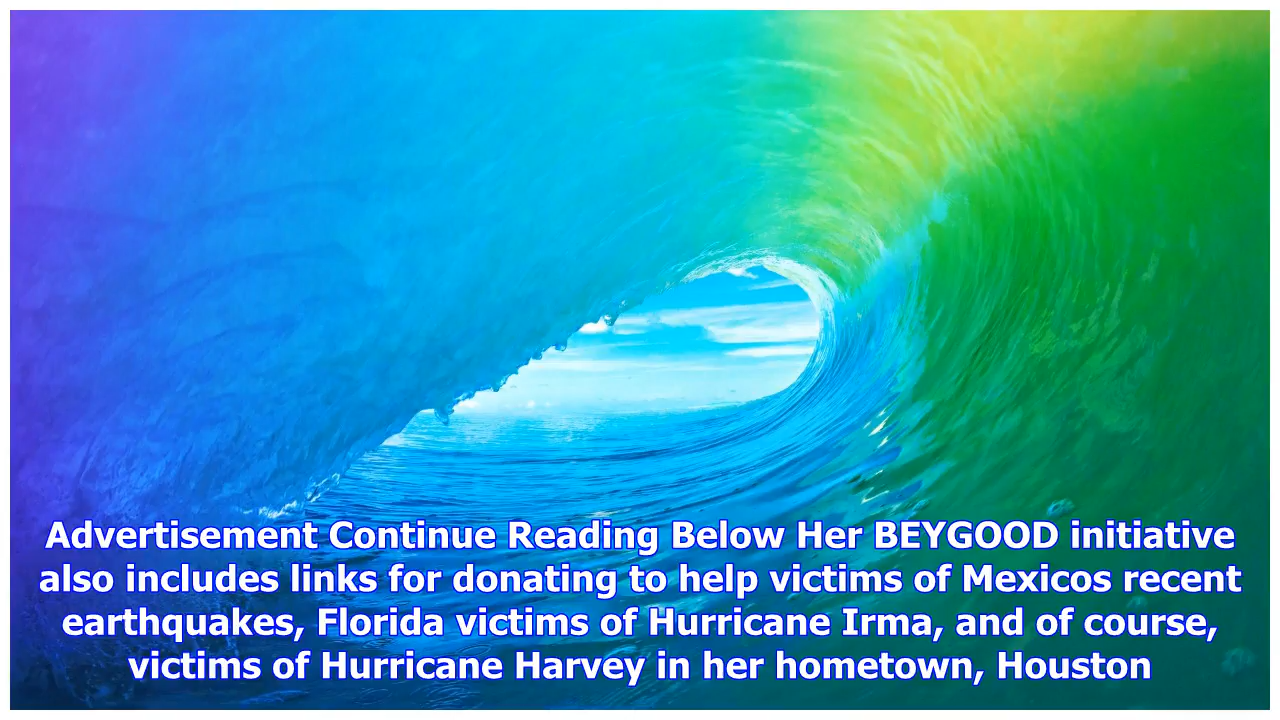 Advertisement Continue Reading Below Her BEYGOOD initiative
also includes links for donating to help victims of Mexicos recent
earthquakes, Florida victims of Hurricane Irma, and of course,
victims of Hurricane Harvey in her hometown, Houston